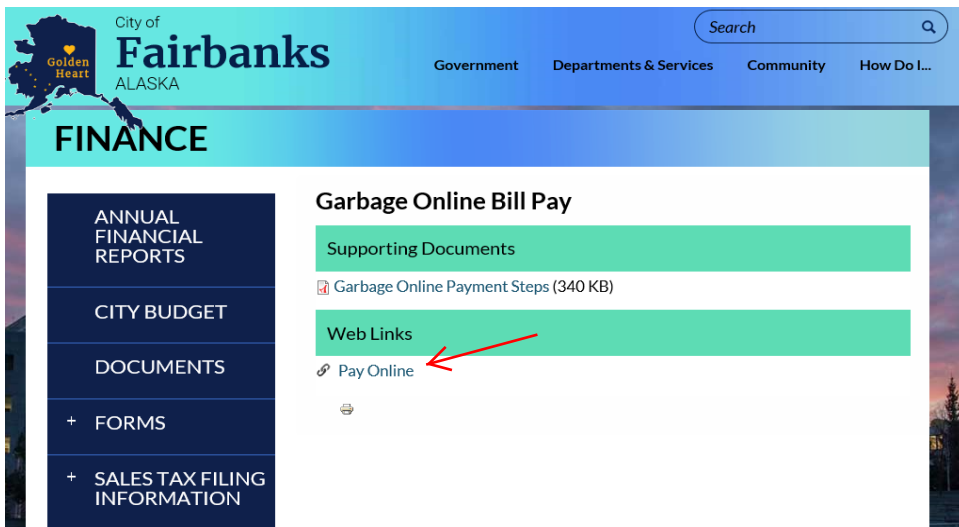 City of
Fairbanks
ALASKA
Golden
Heart
Search
Government Departments & Services Community How Do I...
FINANCE
ANNUAL
FINANCIAL
REPORTS
CITY BUDGET
DOCUMENTS
+ FORMS
+ SALES TAX FILING
INFORMATION
Garbage Online Bill Pay
Supporting Documents
Garbage Online Payment Steps (340 KB)
Web Links
Pay Online